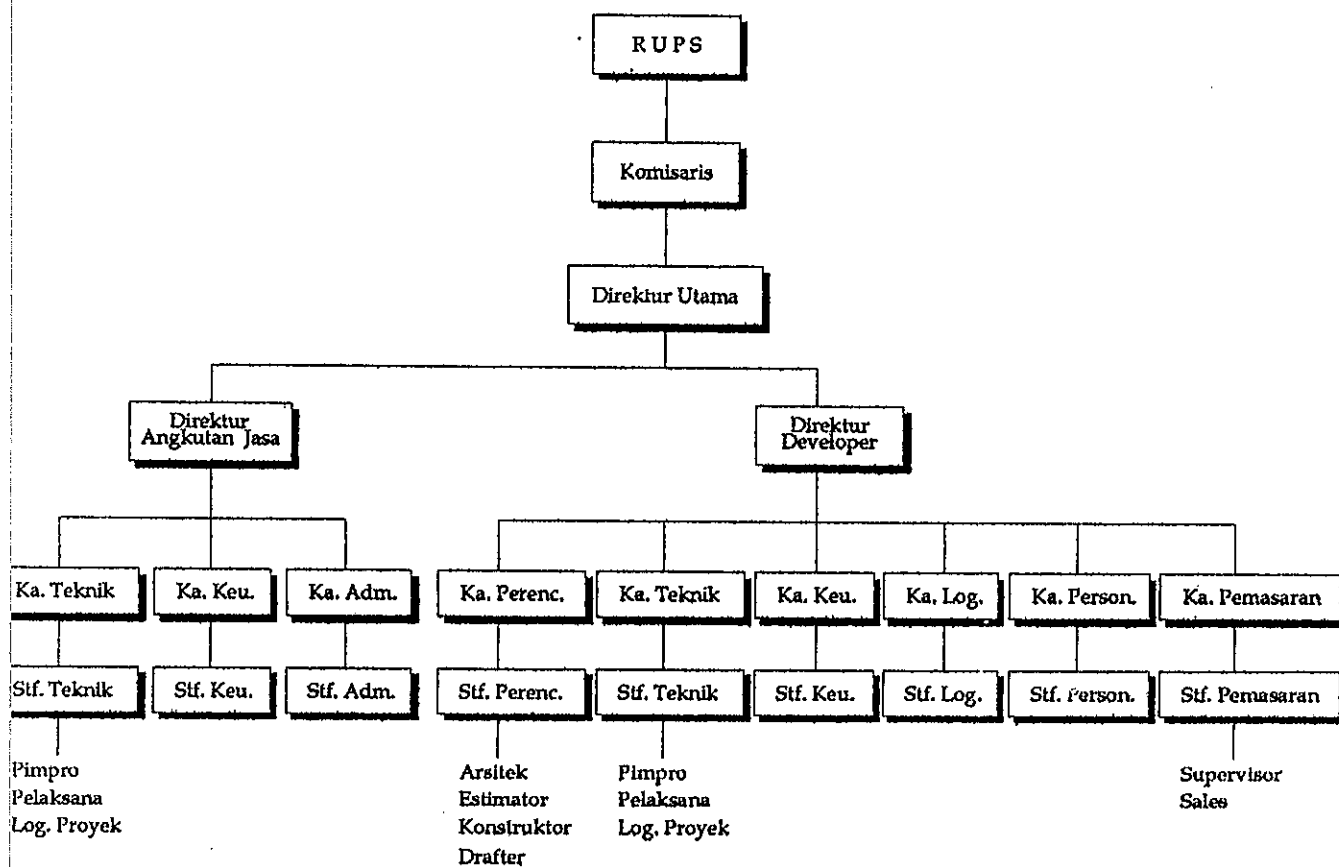 RUPS
Komisaris
Direktur Utama
Direktur
Angkutan Jasa
Direktur
Developer
Ka. Teknik
Ka. Keu.
Ka. Adm.
Ka. Perenc.
Ka. Teknik
Ka. Keu.
Ka. Log.
Ka. Person.
Ka. Pemasaran
Stf. Teknik
Stf. Keu.
Stf. Adm.
Stf. Perenc.
Stf. Teknik
Stf. Keu.
Stf. Log.
Stf. Person.
Stf. Pemasaran
Pimpro
Pelaksana
Log. Proyek
Arsitek
Estimator
Konstruktor
Drafter
Pimpro
Pelaksana
Log. Proyek
Supervisor
Sales